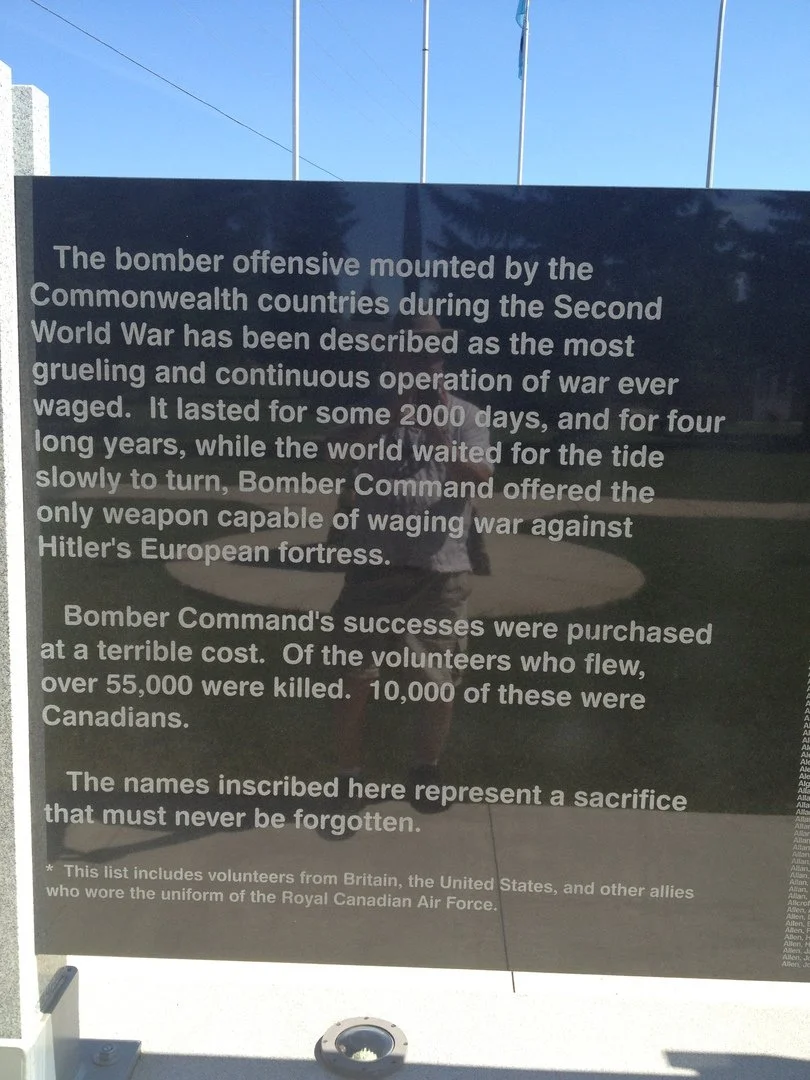 The bomber offensive mounted by the
Commonwealth countries during the Second
World War has been described as the most
grueling and continuous operation of war ever
waged. It lasted for some 2000 days, and for four
long years, while the world waited for the tide
slowly to turn, Bomber Command offered the
only weapon capable of waging war against
Hitler's European fortress.
Bomber Command's successes were purchased
at a terrible cost. Of the volunteers who flew,
over 55,000 were killed. 10,000 of these were
Canadians.
The names inscribed here represent a sacrifice
that must never be forgotten.
* This list includes volunteers from Britain, the United States, and other allies
who wore the uniform of the Royal Canadian Air Force.